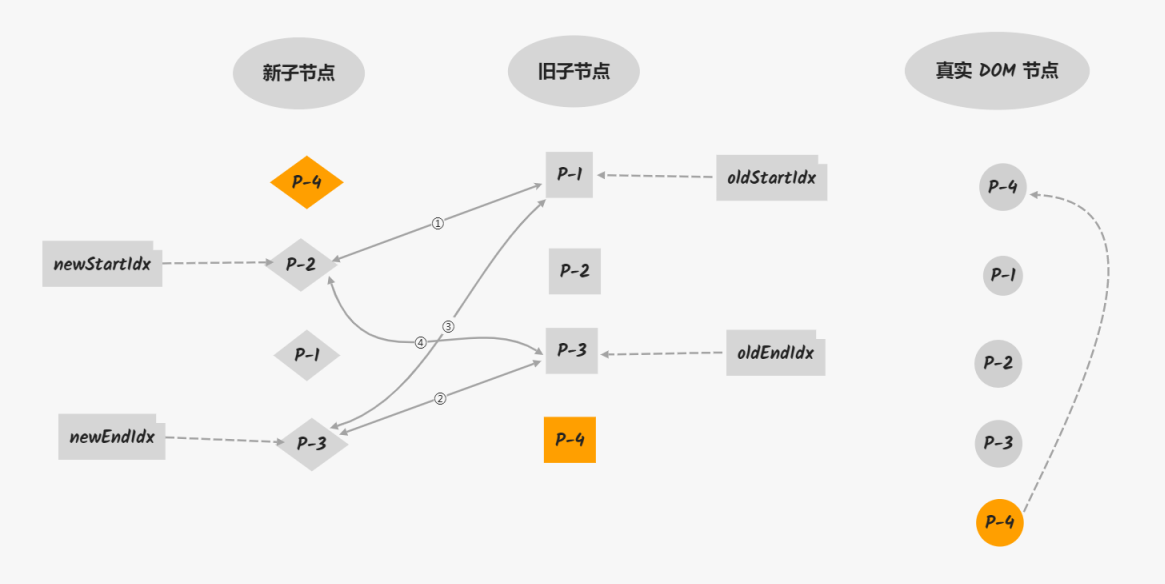 新子节点
旧子节点
真实 DOM 节点
P-4
P-1
oldStartIdx
P-4
①
newStartIdx
P-2
P-2
P-1
③
④
P-1
P-3
oldEndIdx
P-2
②
newEndIdx
P-3
P-4
P-3
P-4